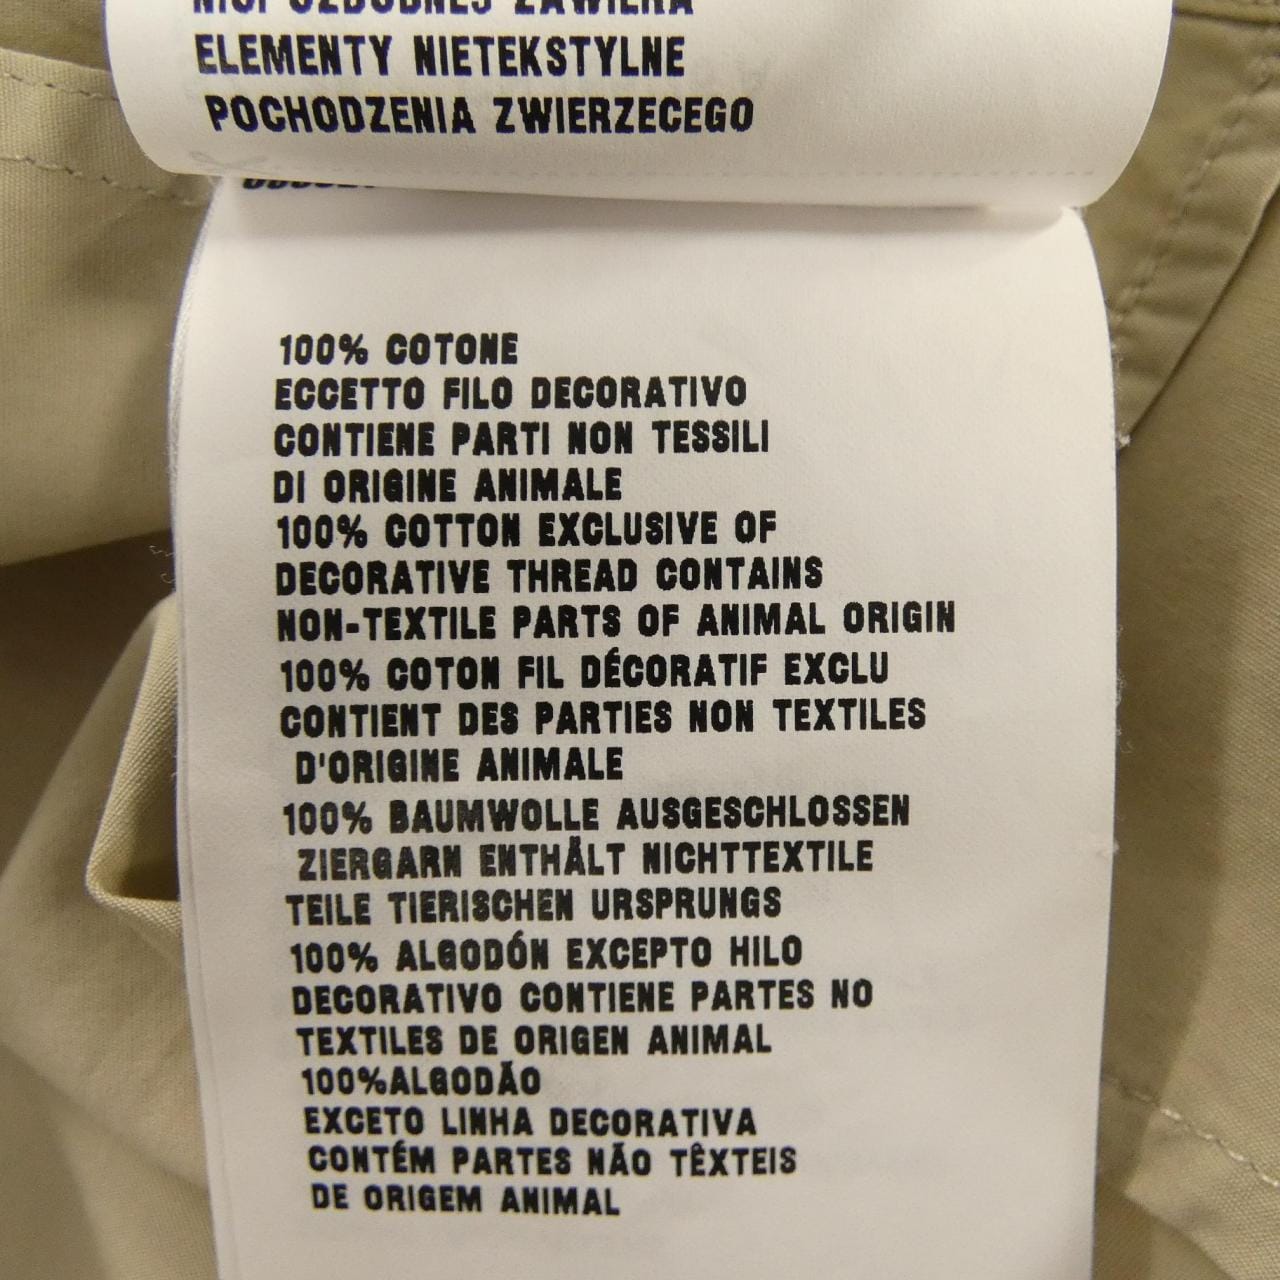 ELEMENTY NIETEKSTYLNE
POCHODZENIA ZWIERZECEGO
100% COTONE
ECCETTO FILO DECORATIVO
CONTIENE PARTI NON TESSILI
DI ORIGINE ANIMALE
100% COTTON EXCLUSIVE OF
DECORATIVE THREAD CONTAINS
NON-TEXTILE PARTS OF ANIMAL ORIGIN
100% COTON FIL DÉCORATIF EXCLU
CONTIENT DES PARTIES NON TEXTILES
D'ORIGINE ANIMALE
100% BAUMWOLLE AUSGESCHLOSSEN
ZIERGARN ENTHÄLT NICHTTEXTILE
TEILE TIERISCHEN URSPRUNGS
100% ALGODÓN EXCEPTO HILO
DECORATIVO CONTIENE PARTES NO
TEXTILES DE ORIGEN ANIMAL
100%ALGODÃO
EXCETO LINHA DECORATIVA
CONTÉM PARTES NÃO TÊXTEIS
DE ORIGEM ANIMAL